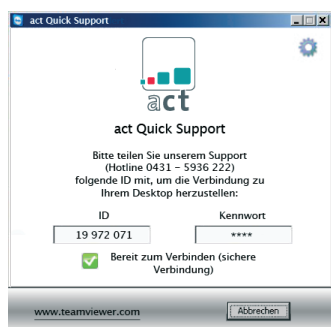 act Quick Support
act
act Quick Support
Bitte teilen Sie unserem Support
(Hotline 0431 – 5936 222)
folgende ID mit, um die Verbindung zu
Ihrem Desktop herzustellen:
ID Kennwort
19 972 071 ****
Bereit zum Verbinden (sichere
Verbindung)
www.teamviewer.com Abbrechen